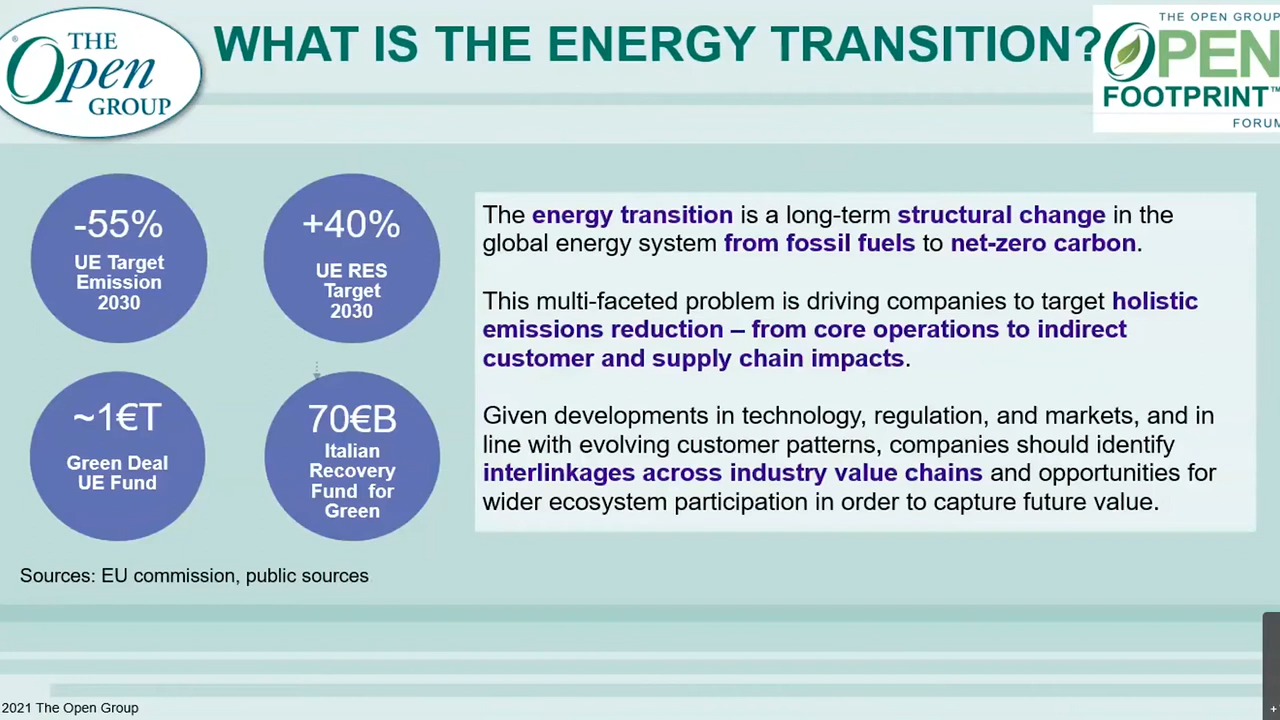 THE
Open
GROUP
®
WHAT IS THE ENERGY TRANSITION?
THE OPEN GROUP
OPEN
FOOTPRINT™
FORUM
-55%
UE Target
Emission
2030
+40%
UE RES
Target
2030
~1€T
Green Deal
UE Fund
70€B
Italian
Recovery
Fund for
Green
The energy transition is a long-term structural change in the
global energy system from fossil fuels to net-zero carbon.
This multi-faceted problem is driving companies to target holistic
emissions reduction – from core operations to indirect
customer and supply chain impacts.
Given developments in technology, regulation, and markets, and in
line with evolving customer patterns, companies should identify
interlinkages across industry value chains and opportunities for
wider ecosystem participation in order to capture future value.
Sources: EU commission, public sources
2021 The Open Group
+